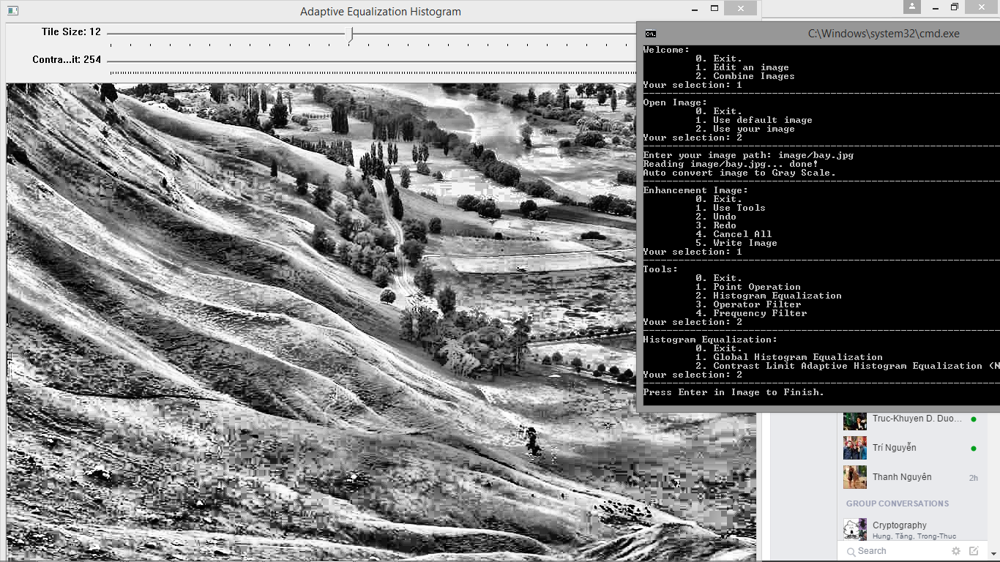 Adaptive Equalization Histogram
Tile Size: 12
Contra...it: 254
C:\Windows\system32\cmd.exe
Welcome:
0. Exit.
1. Edit an image
2. Combine Images
Your selection: 1
Open Image:
0. Exit.
1. Use default image
2. Use your image
Your selection: 2
Enter your image path: image/bay.jpg
Reading image/bay.jpg... done!
Auto convert image to Gray Scale.
Enhancement Image:
0. Exit.
1. Use Tools
2. Undo
3. Redo
4. Cancel All
5. Write Image
Your selection: 1
Tools:
0. Exit.
1. Point Operation
2. Histogram Equalization
3. Operator Filter
4. Frequency Filter
Your selection: 2
Histogram Equalization:
0. Exit.
1. Global Histogram Equalization
2. Contrast Limit Adaptive Histogram Equalization (N
Your selection: 2
Press Enter in Image to Finish.
Truc-Khuyen D. Duo...
Trí Nguyễn
Thanh Nguyên 2h
GROUP CONVERSATIONS
Cryptography
Hung, Tăng, Trong-Thuc
Search